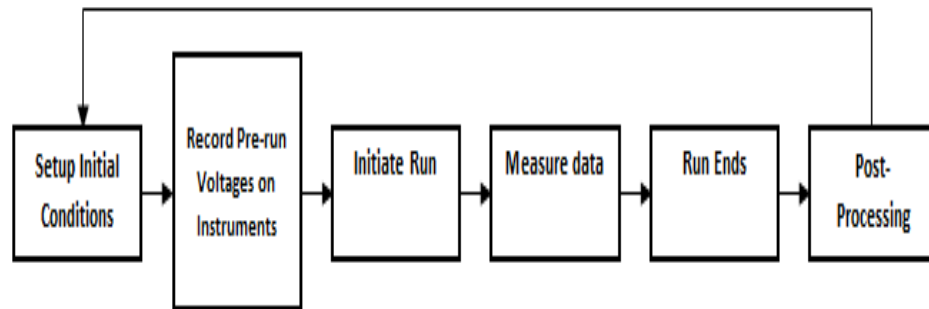 Setup Initial
Conditions
Record Pre-run
Voltages on
Instruments
Initiate Run
Measure data
Run Ends
Post-
Processing